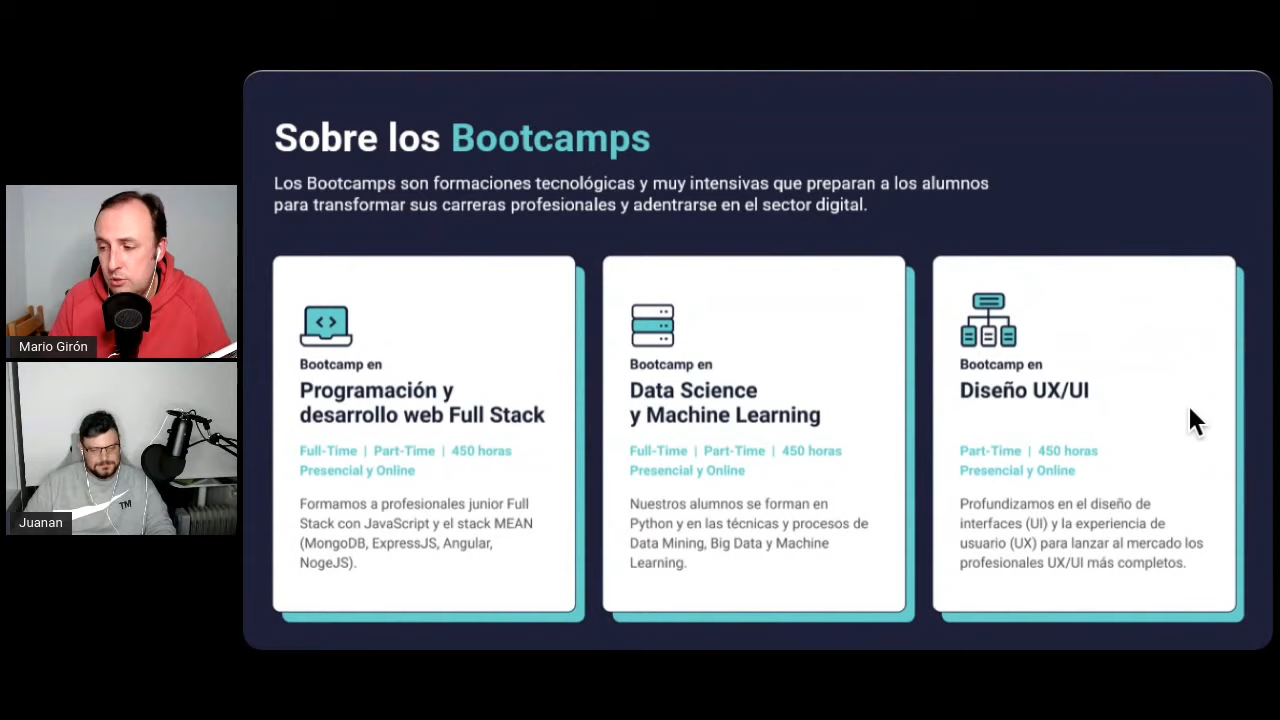 Sobre los Bootcamps
Los Bootcamps son formaciones tecnológicas y muy intensivas que preparan a los alumnos
para transformar sus carreras profesionales y adentrarse en el sector digital.
Bootcamp en
Programación y
desarrollo web Full Stack
Full-Time | Part-Time | 450 horas
Presencial y Online
Formamos a profesionales junior Full
Stack con JavaScript y el stack MEAN
(MongoDB, ExpressJS, Angular,
NogeJS).
Bootcamp en
Data Science
y Machine Learning
Full-Time | Part-Time | 450 horas
Presencial y Online
Nuestros alumnos se forman en
Python y en las técnicas y procesos de
Data Mining, Big Data y Machine
Learning.
Bootcamp en
Diseño UX/UI
Part-Time | 450 horas
Presencial y Online
Profundizamos en el diseño de
interfaces (UI) y la experiencia de
usuario (UX) para lanzar al mercado los
profesionales UX/UI más completos.
Mario Girón
TM
Juanan